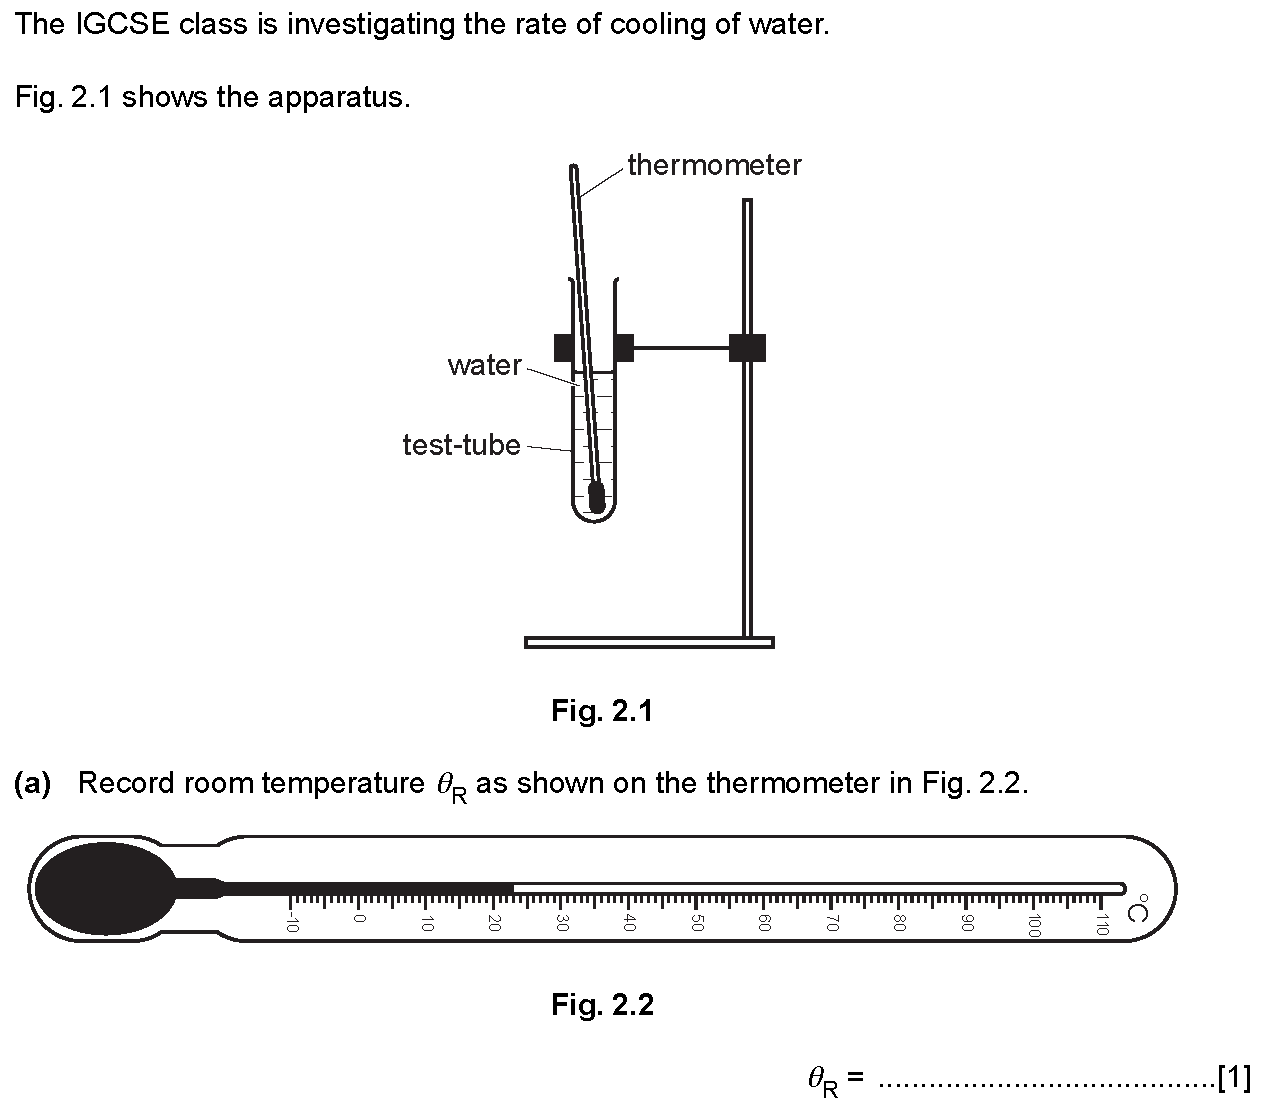 The IGCSE class is investigating the rate of cooling of water.
Fig. 2.1 shows the apparatus.
thermometer
water
test-tube
Fig. 2.1
(a) Record room temperature θR as shown on the thermometer in Fig. 2.2.
-10 0 10 20 30 40 50 60 70 80 90 100 110 °C
Fig. 2.2
θR = ........................................[1]